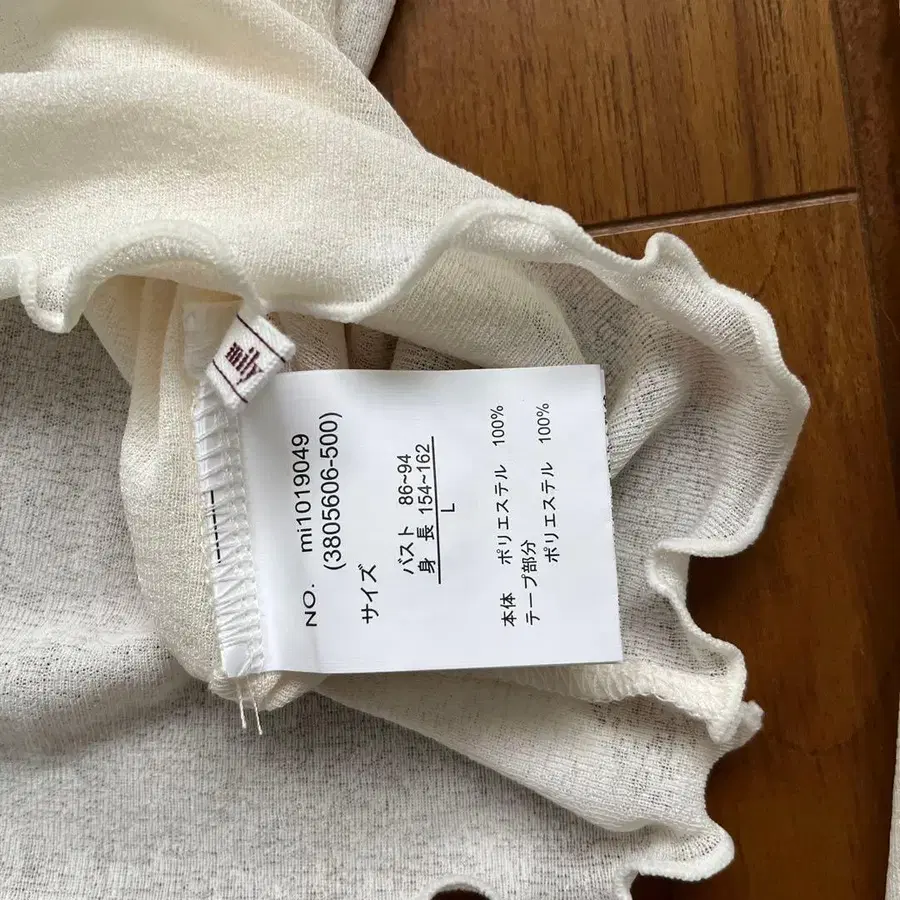 mily
NO. mi1019049
(3805606-500)
サイズ
バスト 86~94
身 長 154~162
L
本体 ポリエステル 100%
テープ部分
ポリエステル 100%